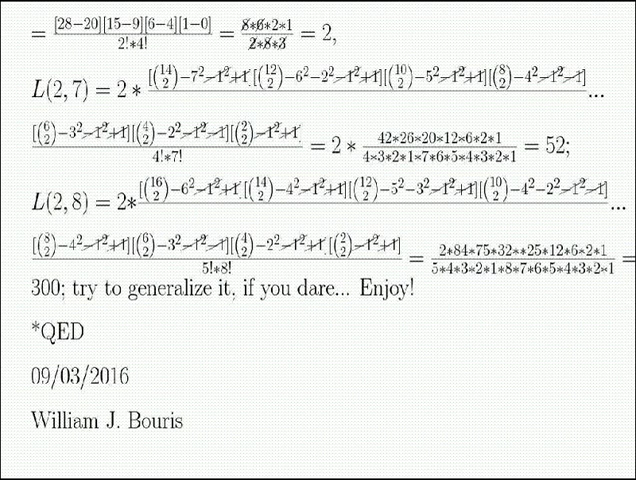 = [28−20][15−9][6−4][1−0] / 2!*4! = 8*6*2*1 / 2*8*3 = 2,
L(2, 7) = 2 * [(14 2)−7²−1²+1][(12 2)−6²−2²−1²+1][(10 2)−5²−1²+1][(8 2)−4²−1²−1] ...
[(6 2)−3²−1²+1][(4 2)−2²−1²−1][(2 2)−1²+1] / 4!*7! = 2 * 42*26*20*12*6*2*1 / 4*3*2*1*7*6*5*4*3*2*1 = 52;
L(2, 8) = 2* [(16 2)−6²−1²+1][(14 2)−4²−1²+1][(12 2)−5²−3²−1²+1][(10 2)−4²−2²−1²−1] ...
[(8 2)−4²−1²+1][(6 2)−3²−1²−1][(4 2)−2²−1²+1][(2 2)−1²+1] / 5!*8! = 2*84*75*32**25*12*6*2*1 / 5*4*3*2*1*8*7*6*5*4*3*2*1 =
300; try to generalize it, if you dare... Enjoy!
*QED
09/03/2016
William J. Bouris